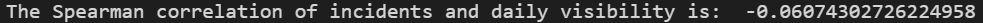 The Spearman correlation of incidents and daily visibility is:  -0.06074302726224958